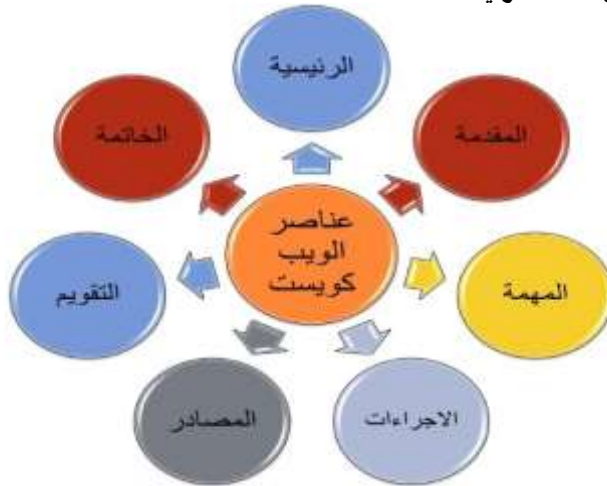 الرئيسية
المقدمة
المهمة
الاجراءات
المصادر
التقويم
الخاتمة
عناصر
الويب
كويست